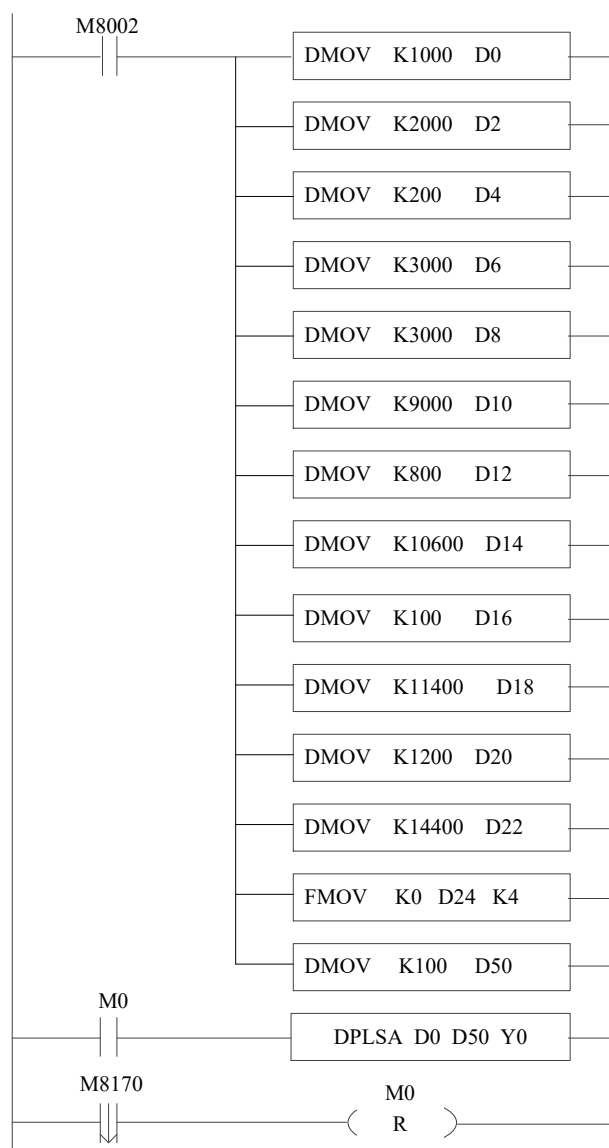 M8002
DMOV K1000 D0
DMOV K2000 D2
DMOV K200 D4
DMOV K3000 D6
DMOV K3000 D8
DMOV K9000 D10
DMOV K800 D12
DMOV K10600 D14
DMOV K100 D16
DMOV K11400 D18
DMOV K1200 D20
DMOV K14400 D22
FMOV K0 D24 K4
DMOV K100 D50
M0
DPLSA D0 D50 Y0
M8170
M0
R